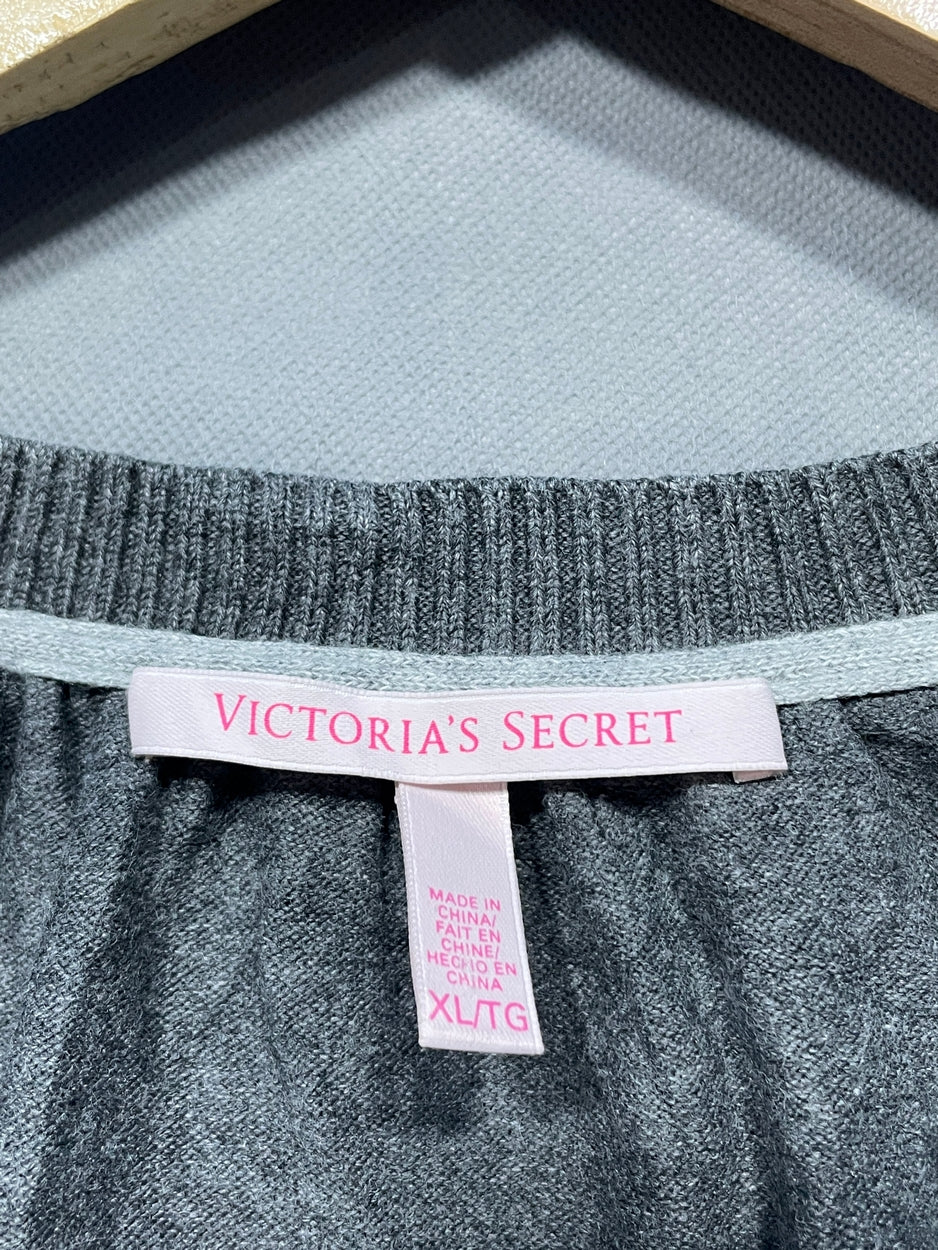 VICTORIA'S SECRET
MADE IN
CHINA/
FAIT EN
CHINE/
HECHO EN
CHINA
XL/TG